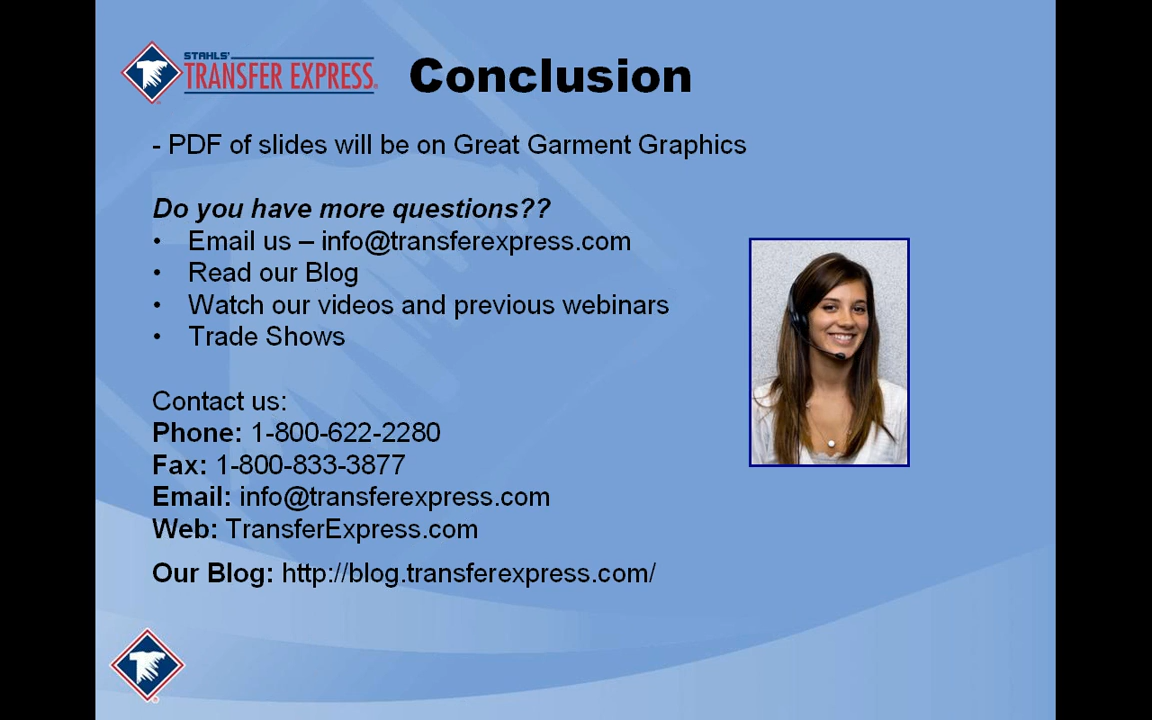 STAHLS'
TRANSFER EXPRESS®
Conclusion
- PDF of slides will be on Great Garment Graphics
Do you have more questions??
• Email us – info@transferexpress.com
• Read our Blog
• Watch our videos and previous webinars
• Trade Shows
Contact us:
Phone: 1-800-622-2280
Fax: 1-800-833-3877
Email: info@transferexpress.com
Web: TransferExpress.com
Our Blog: http://blog.transferexpress.com/